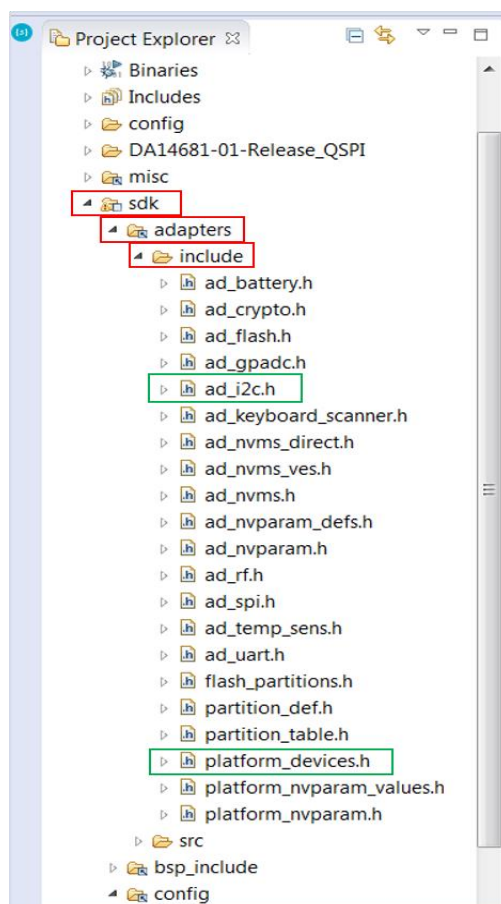 Project Explorer
Binaries
Includes
config
DA14681-01-Release_QSPI
misc
sdk
adapters
include
ad_battery.h
ad_crypto.h
ad_flash.h
ad_gpadc.h
ad_i2c.h
ad_keyboard_scanner.h
ad_nvms_direct.h
ad_nvms_ves.h
ad_nvms.h
ad_nvparam_defs.h
ad_nvparam.h
ad_rf.h
ad_spi.h
ad_temp_sens.h
ad_uart.h
flash_partitions.h
partition_def.h
partition_table.h
platform_devices.h
platform_nvparam_values.h
platform_nvparam.h
src
bsp_include
config